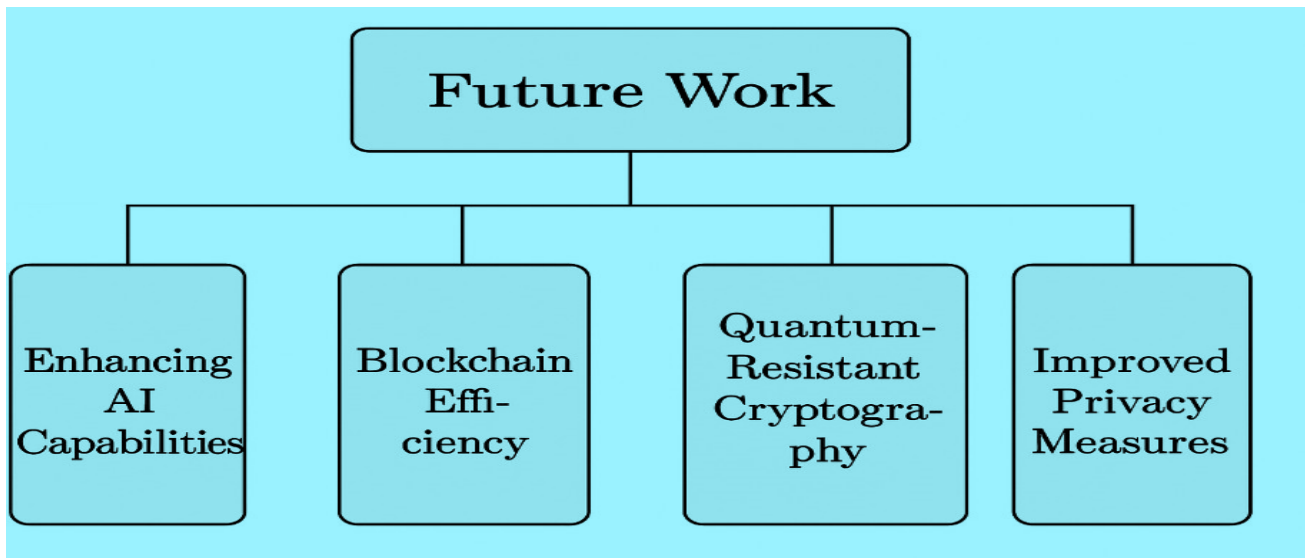 Future Work
Enhancing
AI
Capabilities
Blockchain
Effi-
ciency
Quantum-
Resistant
Cryptogra-
phy
Improved
Privacy
Measures